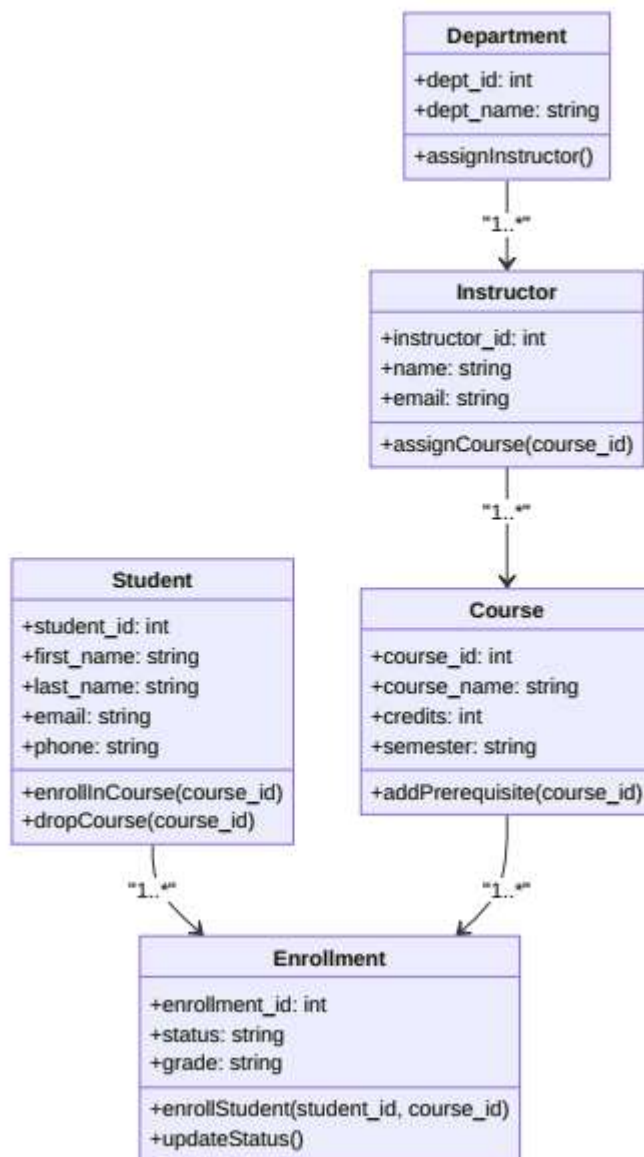 Department
+dept_id: int
+dept_name: string
+assignInstructor()
"1..*"
Instructor
+instructor_id: int
+name: string
+email: string
+assignCourse(course_id)
"1..*"
Student
+student_id: int
+first_name: string
+last_name: string
+email: string
+phone: string
+enrollInCourse(course_id)
+dropCourse(course_id)
Course
+course_id: int
+course_name: string
+credits: int
+semester: string
+addPrerequisite(course_id)
"1..*"
"1..*"
Enrollment
+enrollment_id: int
+status: string
+grade: string
+enrollStudent(student_id, course_id)
+updateStatus()